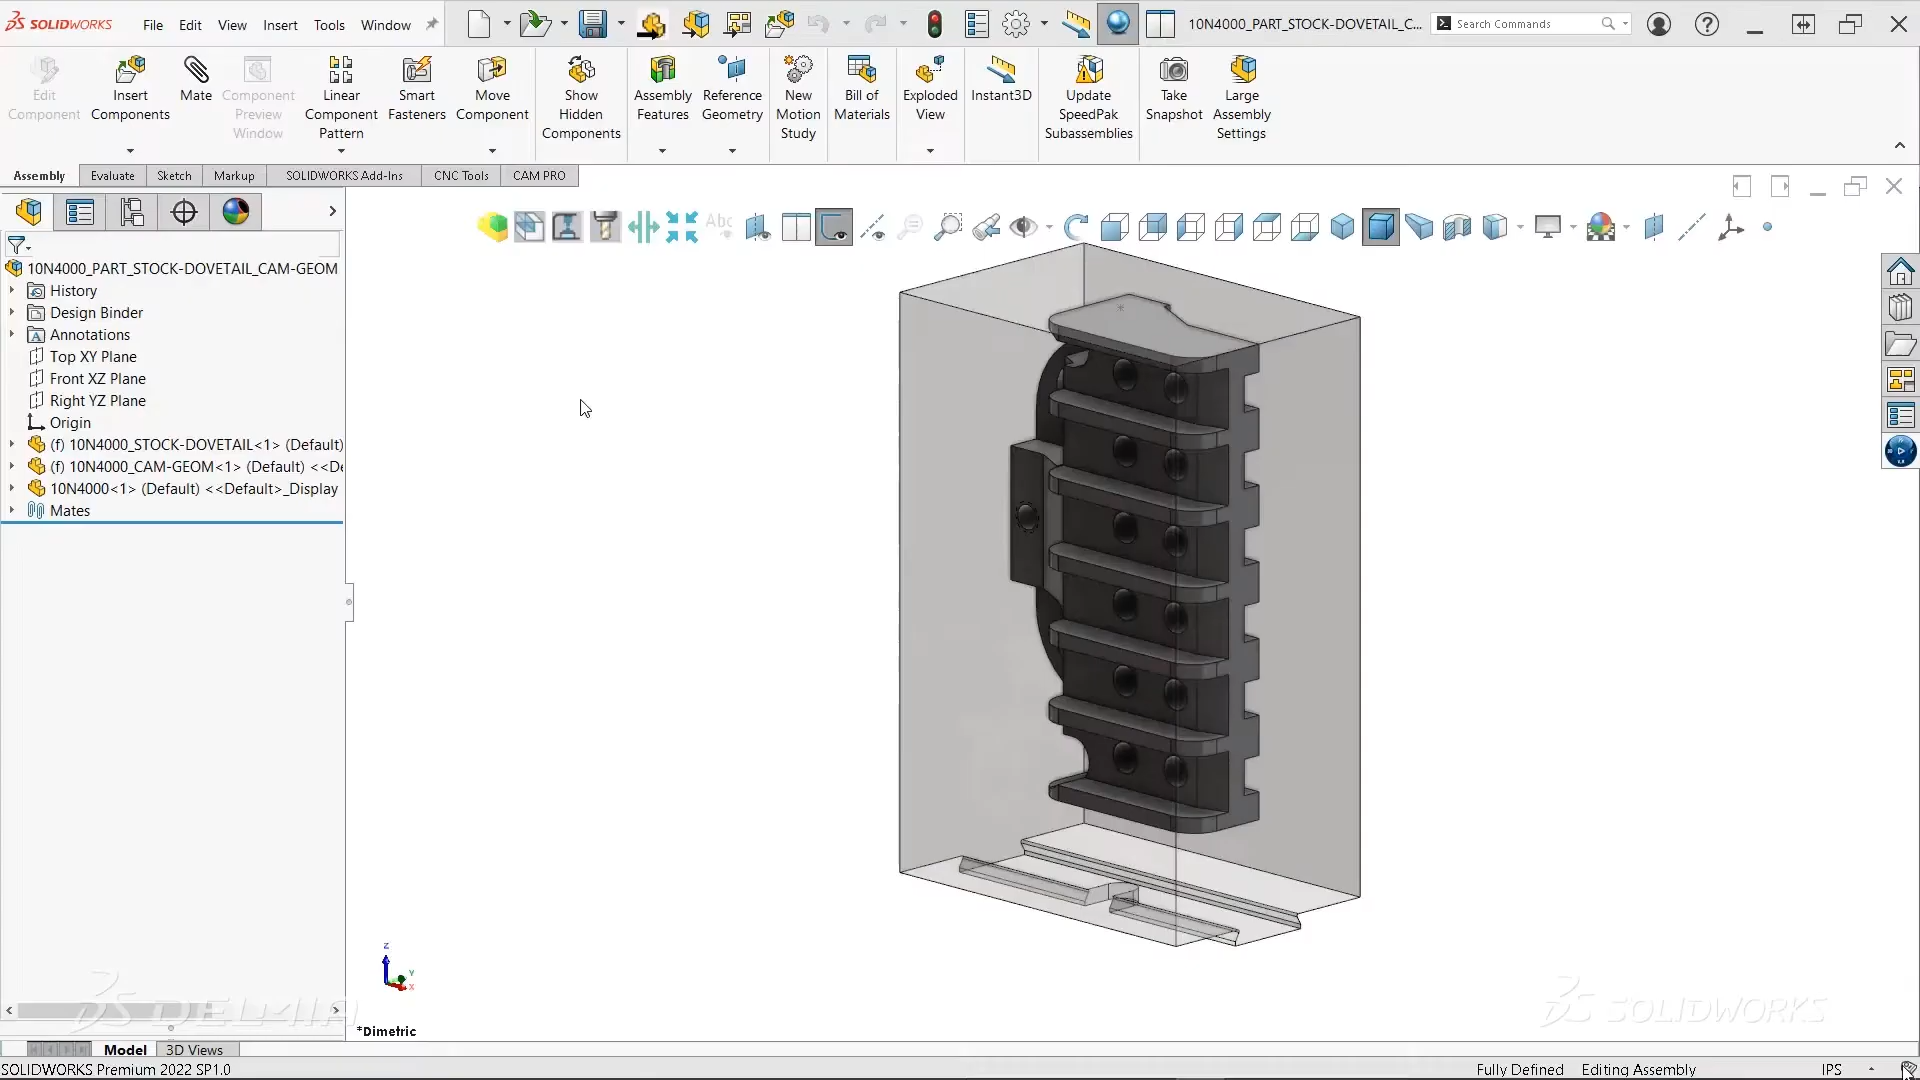 SOLIDWORKS
File Edit View Insert Tools Window
10N4000_PART_STOCK-DOVETAIL_C...
Search Commands
Edit Component
Insert Components
Mate
Component Preview Window
Linear Component Pattern
Smart Fasteners
Move Component
Show Hidden Components
Assembly Features
Reference Geometry
New Motion Study
Bill of Materials
Exploded View
Instant3D
Update SpeedPak Subassemblies
Take Snapshot
Large Assembly Settings
Assembly Evaluate Sketch Markup SOLIDWORKS Add-Ins CNC Tools CAM PRO
Abc
10N4000_PART_STOCK-DOVETAIL_CAM-GEOM
History
Design Binder
Annotations
Top XY Plane
Front XZ Plane
Right YZ Plane
Origin
(f) 10N4000_STOCK-DOVETAIL<1> (Default)
(f) 10N4000_CAM-GEOM<1> (Default) <<De
10N4000<1> (Default) <<Default>_Display
Mates
Z
Y
X
DELMIA
SOLIDWORKS
*Dimetric
Model 3D Views
SOLIDWORKS Premium 2022 SP1.0
Fully Defined Editing Assembly IPS